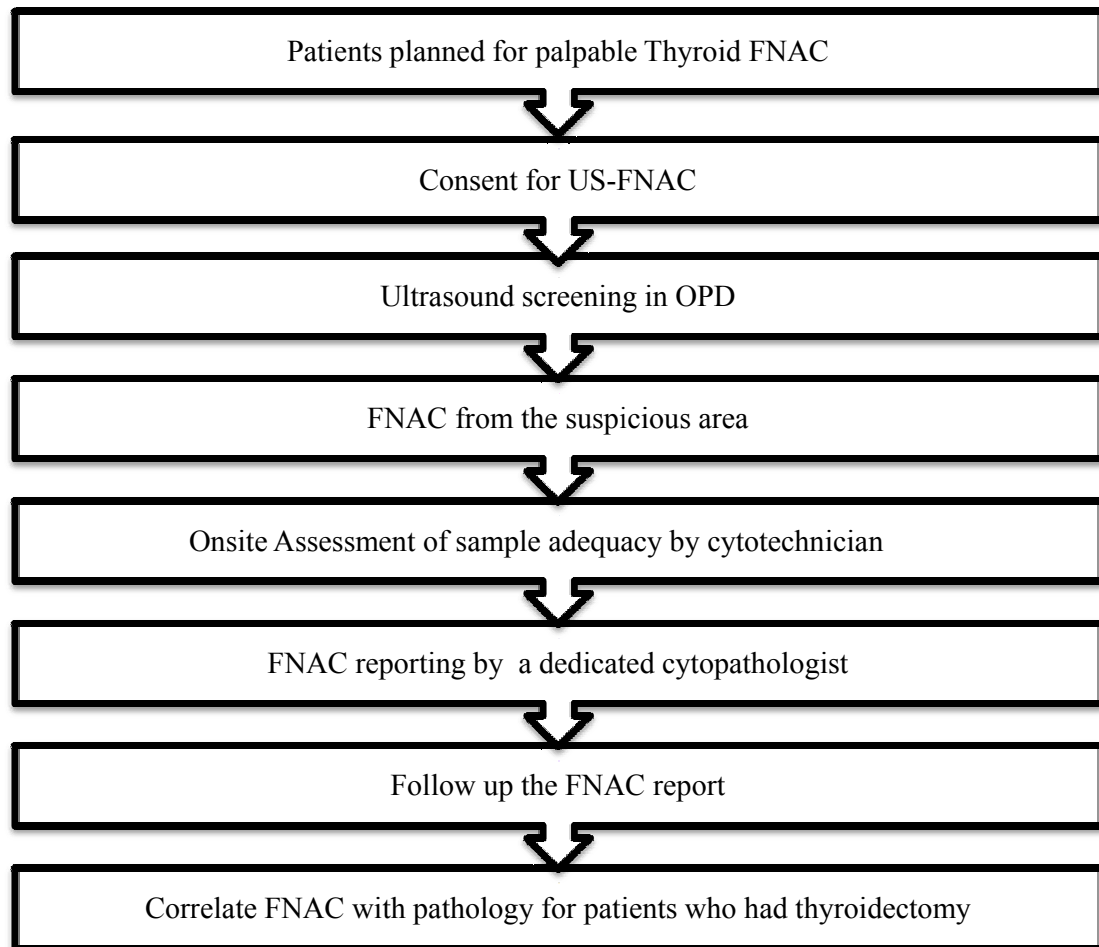 Patients planned for palpable Thyroid FNAC
Consent for US-FNAC
Ultrasound screening in OPD
FNAC from the suspicious area
Onsite Assessment of sample adequacy by cytotechnician
FNAC reporting by a dedicated cytopathologist
Follow up the FNAC report
Correlate FNAC with pathology for patients who had thyroidectomy